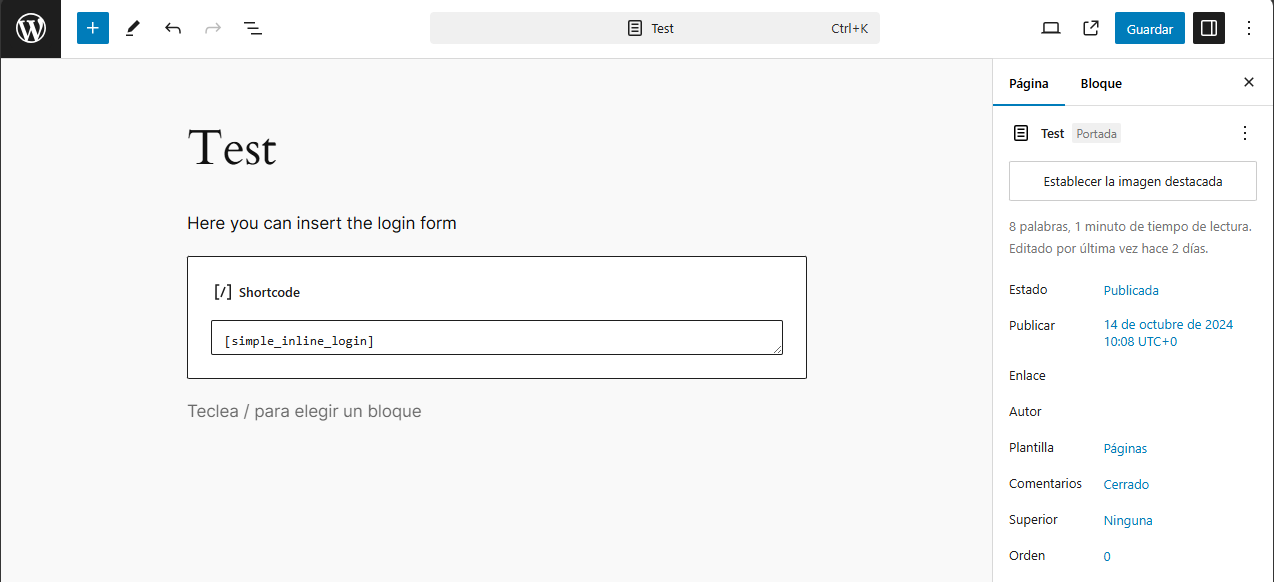 Test
Ctrl+K
Guardar
Test
Here you can insert the login form
[/] Shortcode
[simple_inline_login]
Teclea / para elegir un bloque
Página
Bloque
Test
Portada
Establecer la imagen destacada
8 palabras, 1 minuto de tiempo de lectura.
Editado por última vez hace 2 días.
Estado
Publicada
Publicar
14 de octubre de 2024
10:08 UTC+0
Enlace
Autor
Plantilla
Páginas
Comentarios
Cerrado
Superior
Ninguna
Orden
0